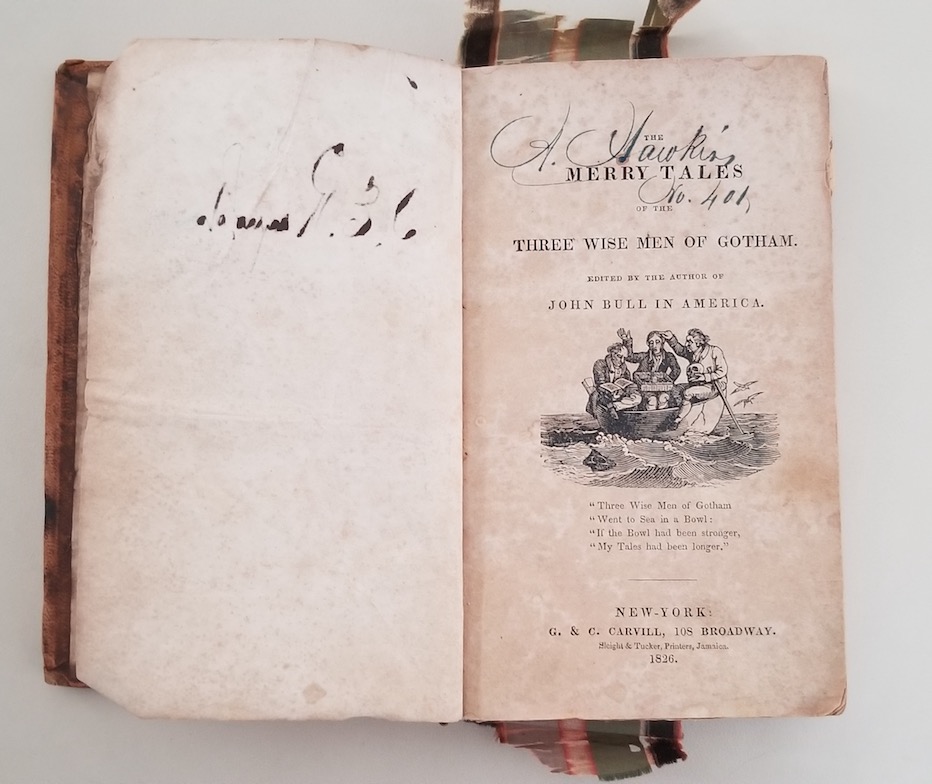 A. Hawkins
No. 401
THE
MERRY TALES
OF THE
THREE WISE MEN OF GOTHAM.
EDITED BY THE AUTHOR OF
JOHN BULL IN AMERICA.
“Three Wise Men of Gotham
“Went to Sea in a Bowl:
“If the Bowl had been stronger,
“My Tales had been longer.”
NEW-YORK:
G. & C. CARVILL, 108 BROADWAY.
Sleight & Tucker, Printers, Jamaica.
1826.